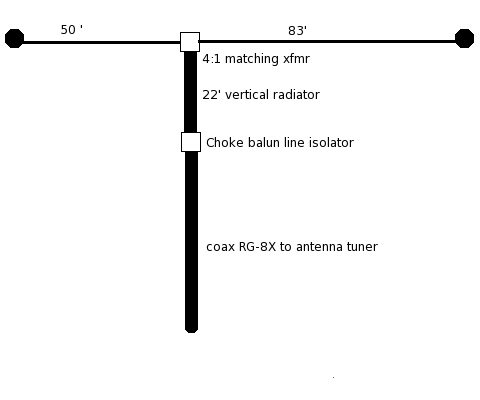 50 '
83'
4:1 matching xfmr
22' vertical radiator
Choke balun line isolator
coax RG-8X to antenna tuner